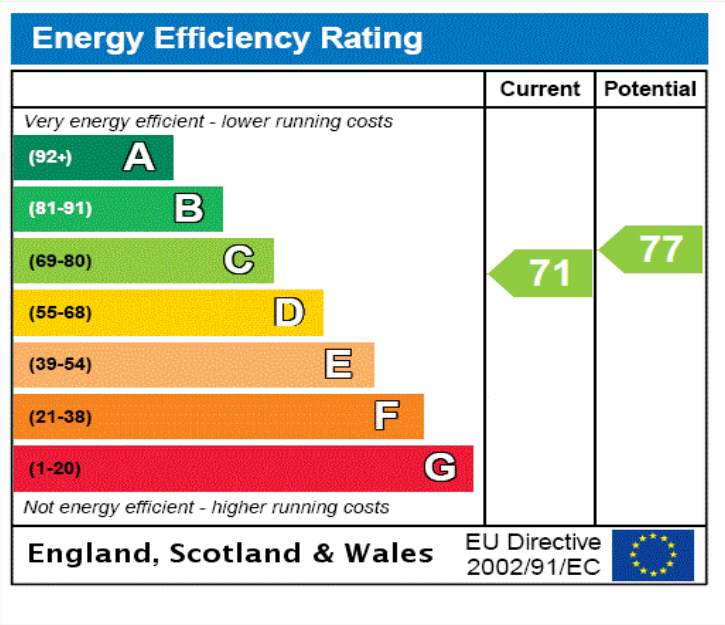 Energy Efficiency Rating
Current Potential
Very energy efficient - lower running costs
(92+) A
(81-91) B
(69-80) C
(55-68) D
(39-54) E
(21-38) F
(1-20) G
71
77
Not energy efficient - higher running costs
England, Scotland & Wales
EU Directive
2002/91/EC